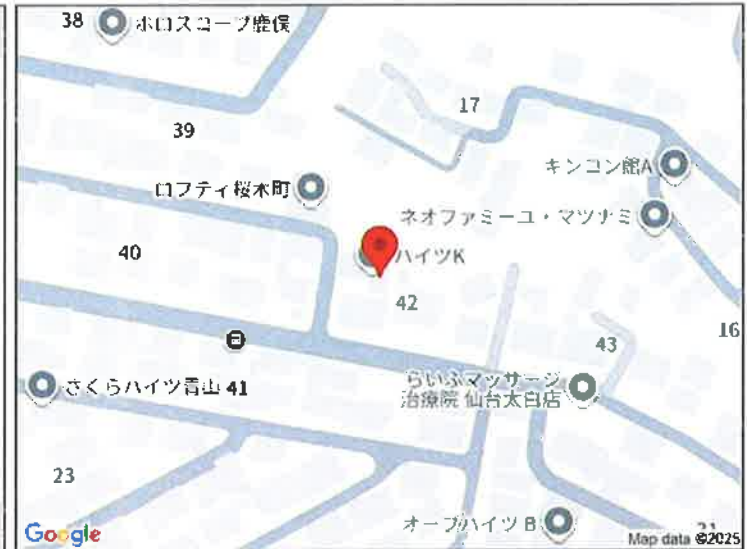 38
ホロスコープ鹿俣
17
39
キンコン館A
ロフティ桜木町
ネオファミーユ・マツナミ
40
ハイツK
42
16
43
さくらハイツ青山 41
らいふマッサージ
治療院 仙台太白店
23
オーブハイツ B
21
Google
Map data ©2025